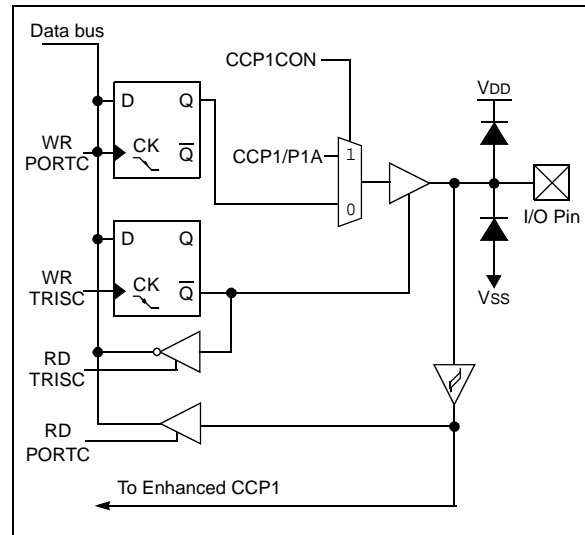 Data bus
CCP1CON
VDD
D Q
WR
PORTC
CK Q
CCP1/P1A
1
0
I/O Pin
D Q
WR
TRISC
CK Q
VSS
RD
TRISC
RD
PORTC
To Enhanced CCP1